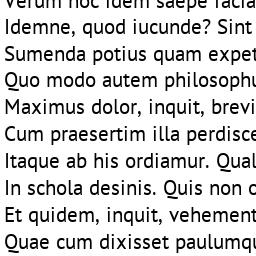 Verum hoc idem saepe facia
Idemne, quod iucunde? Sint
Sumenda potius quam expet
Quo modo autem philosophu
Maximus dolor, inquit, brevi
Cum praesertim illa perdisce
Itaque ab his ordiamur. Qual
In schola desinis. Quis non o
Et quidem, inquit, vehement
Quae cum dixisset paulumqu